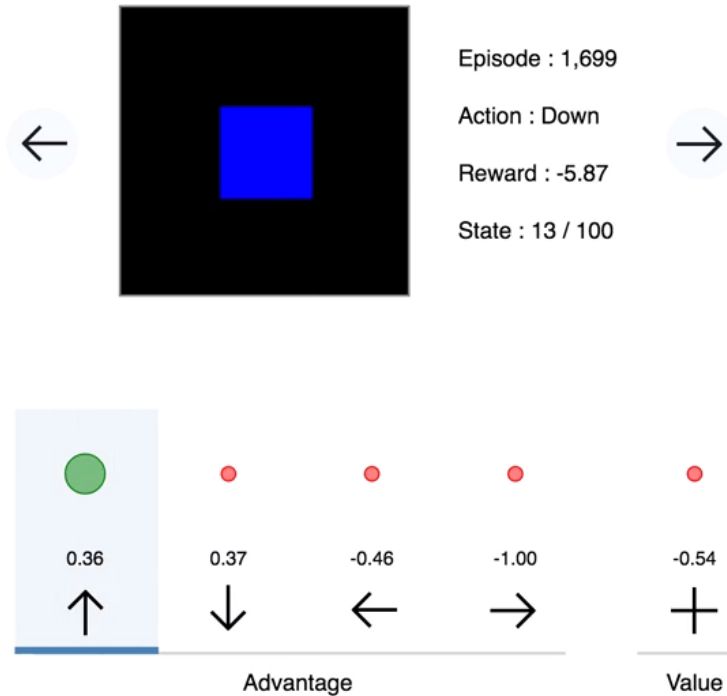 Episode : 1,699
Action : Down
Reward : -5.87
State : 13 / 100
0.36 0.37 -0.46 -1.00 -0.54
Advantage Value